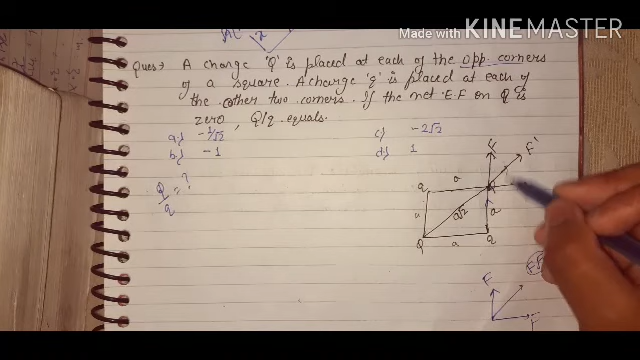 Made with KINEMASTER
Ques→ A charge 'Q' is placed at each of the opp. corners
of a square. A charge 'q' is placed at each of
the other two corners. If the net E.F on Q is
zero, Q/q equals.
a) -1/√2
c) -2√2
b) -1
d) 1
Q/q = ?
F
F'
q
a
a
a√2
a
Q
a
q
F
F